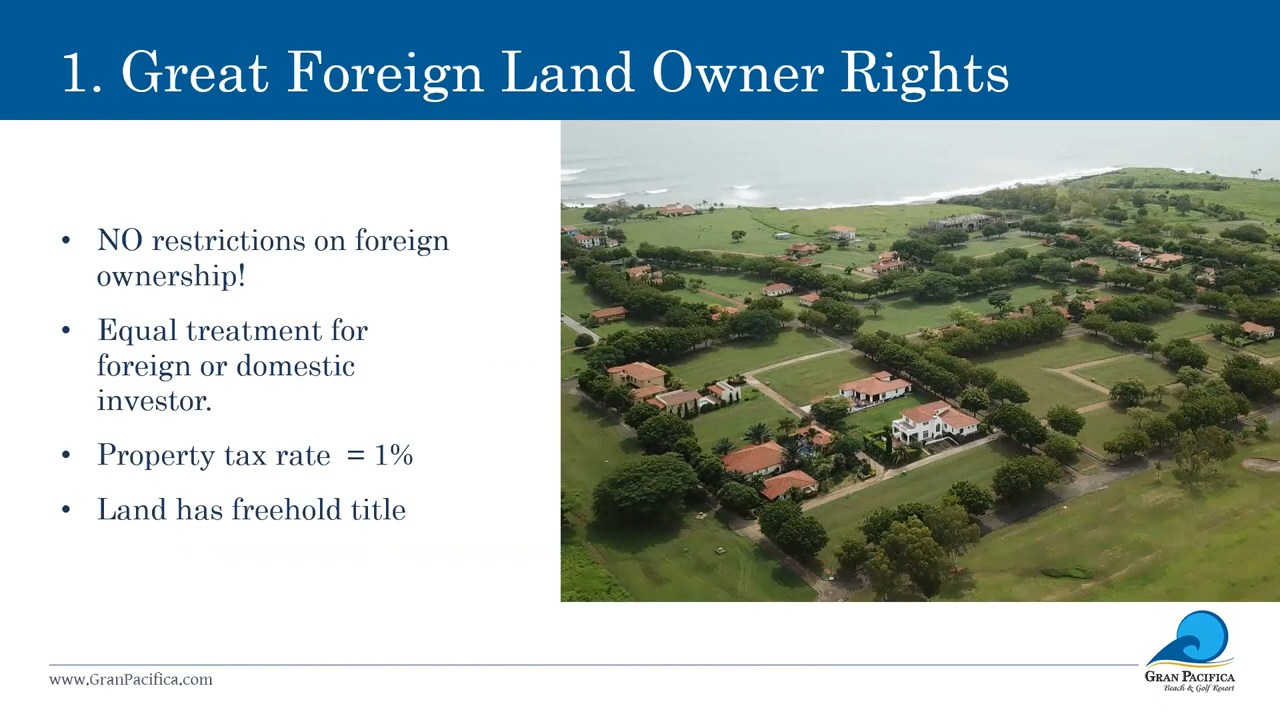 1. Great Foreign Land Owner Rights
• NO restrictions on foreign
ownership!
• Equal treatment for
foreign or domestic
investor.
• Property tax rate  = 1%
• Land has freehold title
www.GranPacifica.com
GRAN PACIFICA
Beach & Golf Resort